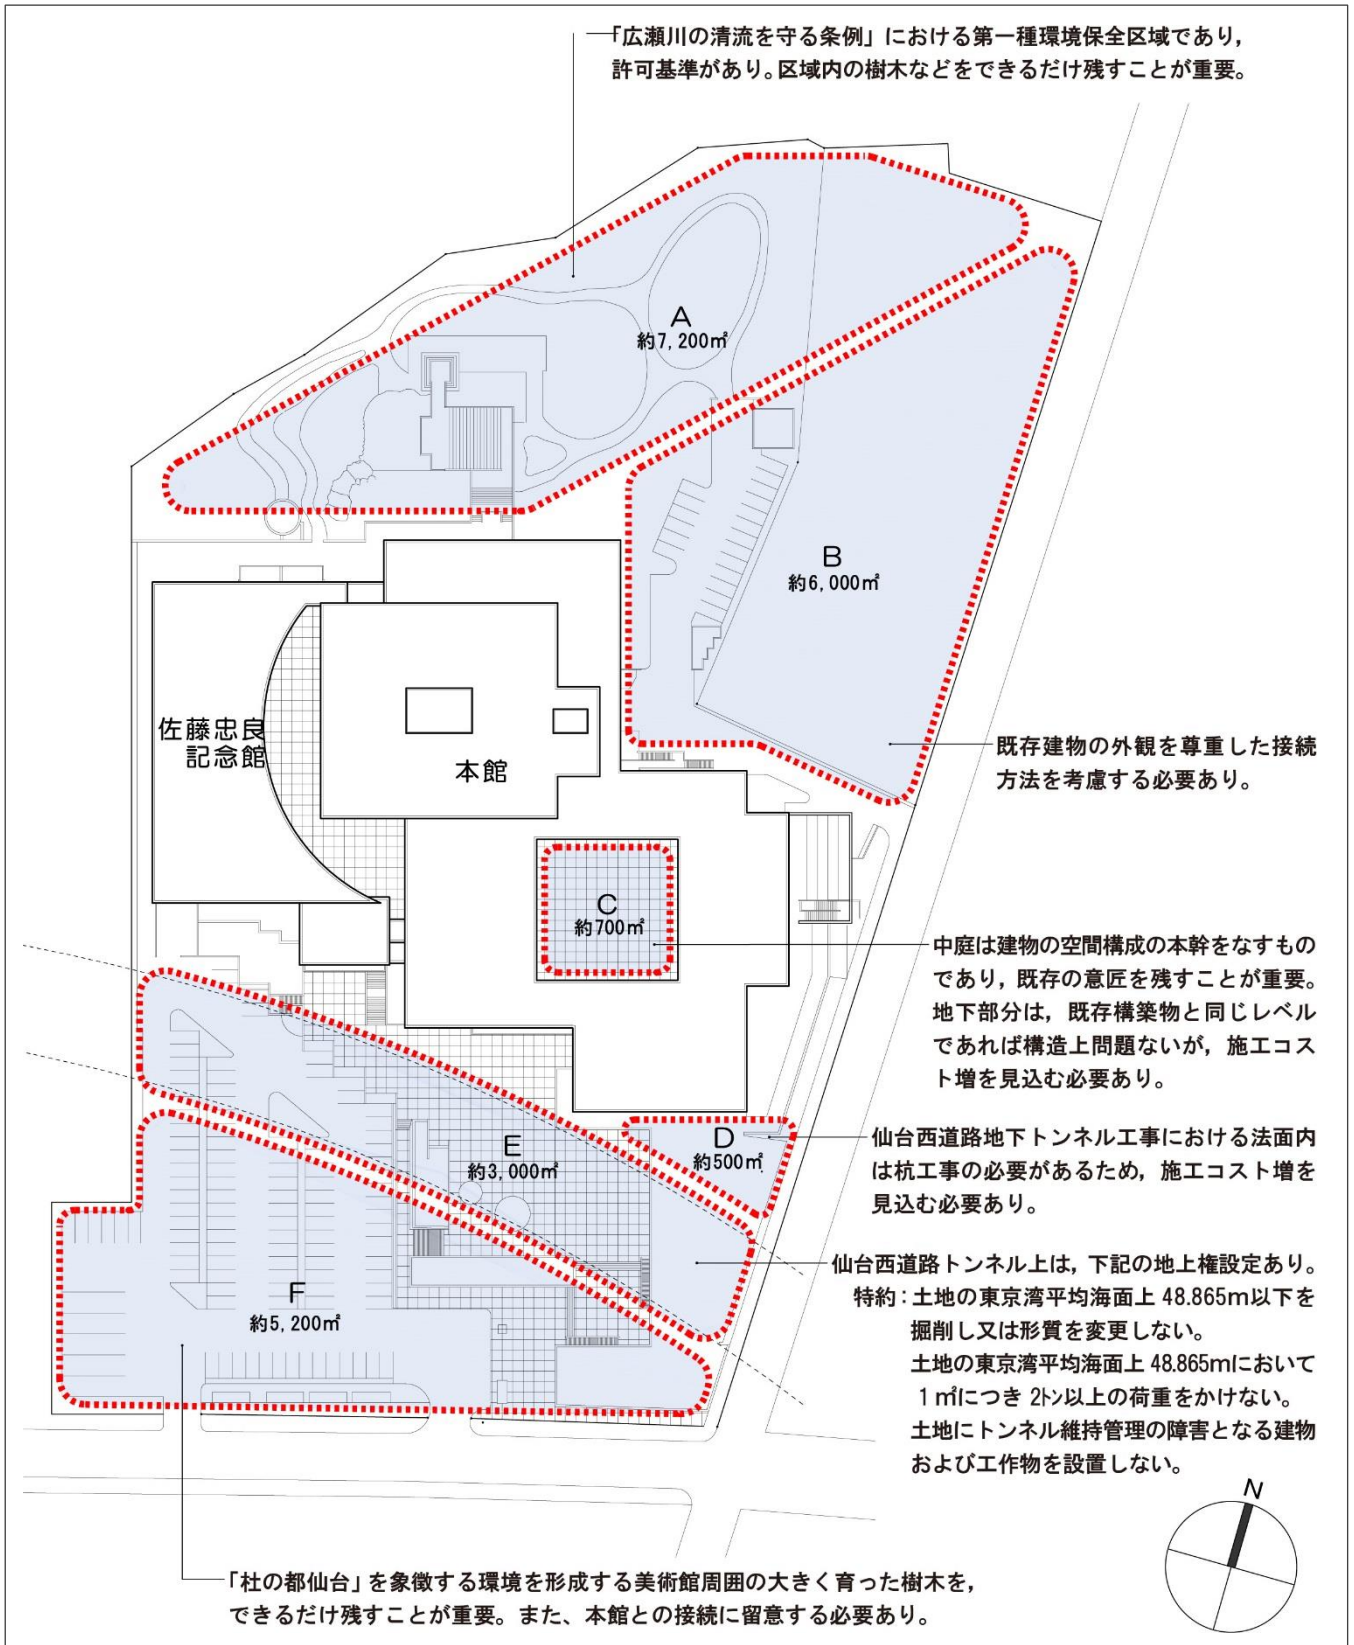 「広瀬川の清流を守る条例」における第一種環境保全区域であり，
許可基準があり。区域内の樹木などをできるだけ残すことが重要。
A
約7,200㎡
B
約6,000㎡
佐藤忠良
記念館
本館
既存建物の外観を尊重した接続
方法を考慮する必要あり。
C
約700㎡
中庭は建物の空間構成の本幹をなすもの
であり，既存の意匠を残すことが重要。
地下部分は，既存構築物と同じレベル
であれば構造上問題ないが，施工コス
ト増を見込む必要あり。
D
約500㎡
E
約3,000㎡
仙台西道路地下トンネル工事における法面内
は杭工事の必要があるため，施工コスト増を
見込む必要あり。
仙台西道路トンネル上は，下記の地上権設定あり。
特約：土地の東京湾平均海面上 48.865m以下を
掘削し又は形質を変更しない。
土地の東京湾平均海面上 48.865mにおいて
1㎡につき 2㌧以上の荷重をかけない。
土地にトンネル維持管理の障害となる建物
および工作物を設置しない。
F
約5,200㎡
N
「杜の都仙台」を象徴する環境を形成する美術館周囲の大きく育った樹木を，
できるだけ残すことが重要。また、本館との接続に留意する必要あり。